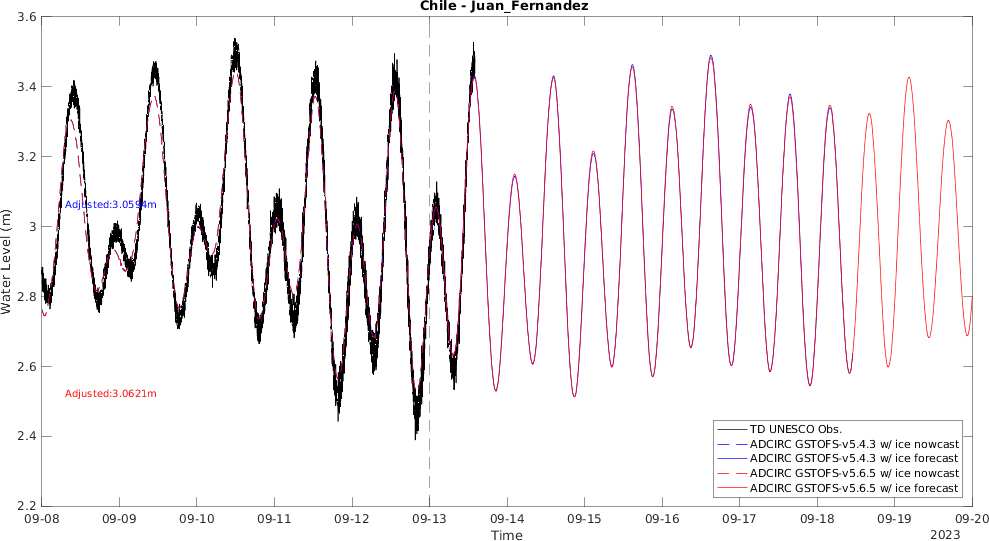 Chile - Juan_Fernandez
3.6
3.4
3.2
3
2.8
2.6
2.4
2.2
Water Level (m)
Adjusted:3.0594m
Adjusted:3.0621m
TD UNESCO Obs.
ADCIRC GSTOFS-v5.4.3 w/ ice nowcast
ADCIRC GSTOFS-v5.4.3 w/ ice forecast
ADCIRC GSTOFS-v5.6.5 w/ ice nowcast
ADCIRC GSTOFS-v5.6.5 w/ ice forecast
09-08 09-09 09-10 09-11 09-12 09-13 09-14 09-15 09-16 09-17 09-18 09-19 09-20
Time
2023